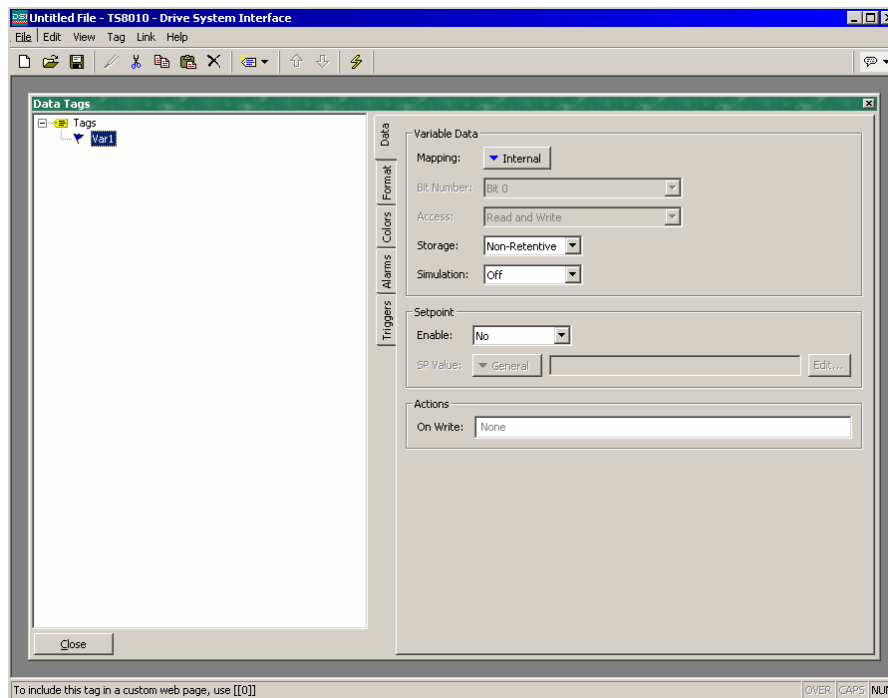 DSI Untitled File - TS8010 - Drive System Interface
File Edit View Tag Link Help
Data Tags
Tags
Var1
Data
Format
Colors
Alarms
Triggers
Variable Data
Mapping: Internal
Bit Number: Bit 0
Access: Read and Write
Storage: Non-Retentive
Simulation: Off
Setpoint
Enable: No
SP Value: General Edit...
Actions
On Write: None
Close
To include this tag in a custom web page, use [[0]] OVER CAPS NUM